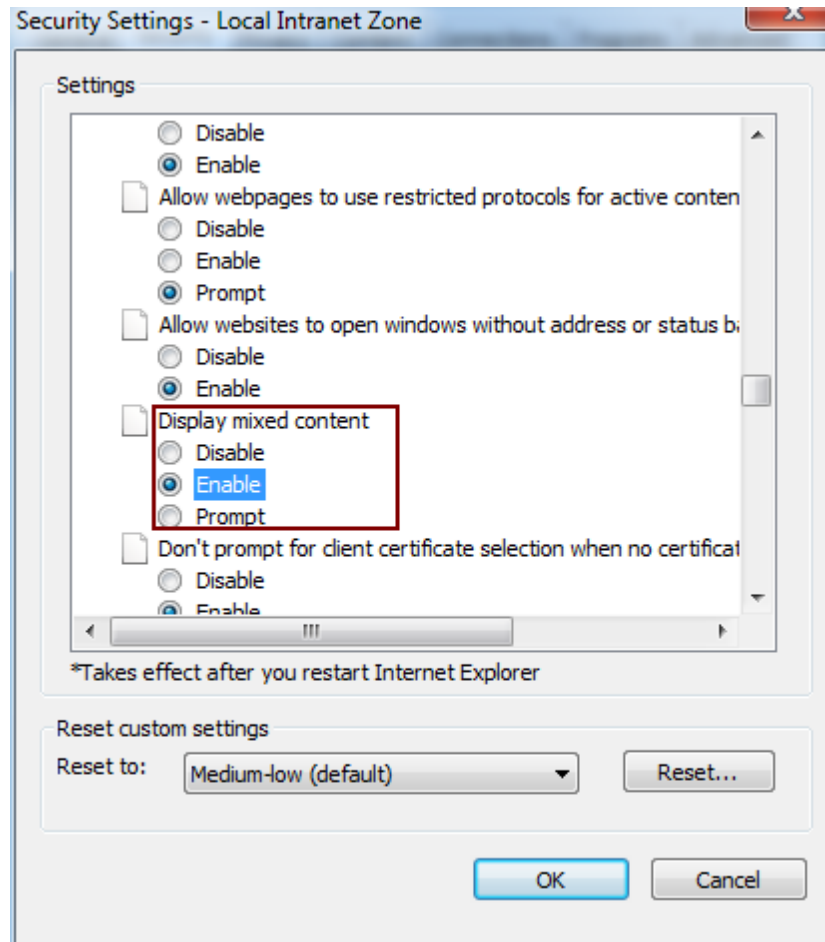 Security Settings - Local Intranet Zone
Settings
Disable
Enable
Allow webpages to use restricted protocols for active conten
Disable
Enable
Prompt
Allow websites to open windows without address or status ba
Disable
Enable
Display mixed content
Disable
Enable
Prompt
Don't prompt for client certificate selection when no certificat
Disable
Enable
*Takes effect after you restart Internet Explorer
Reset custom settings
Reset to:
Medium-low (default)
Reset...
OK
Cancel